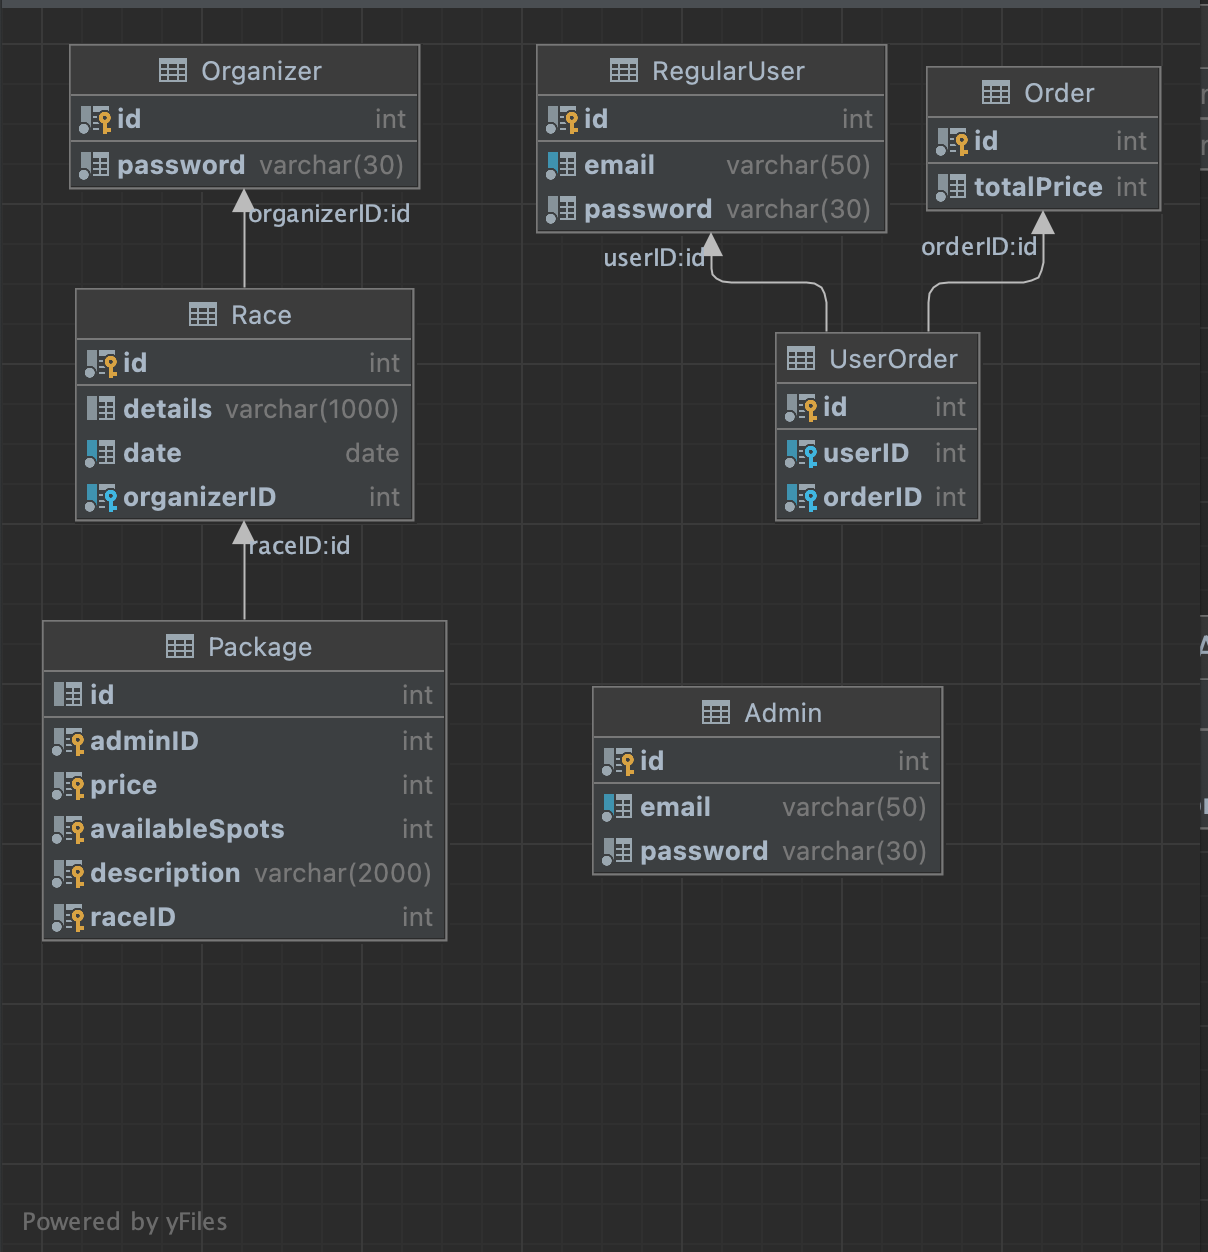 Organizer
id int
password varchar(30)
organizerID:id
Race
id int
details varchar(1000)
date date
organizerID int
raceID:id
Package
id int
adminID int
price int
availableSpots int
description varchar(2000)
raceID int
RegularUser
id int
email varchar(50)
password varchar(30)
userID:id
Order
id int
totalPrice int
orderID:id
UserOrder
id int
userID int
orderID int
Admin
id int
email varchar(50)
password varchar(30)
Powered by yFiles